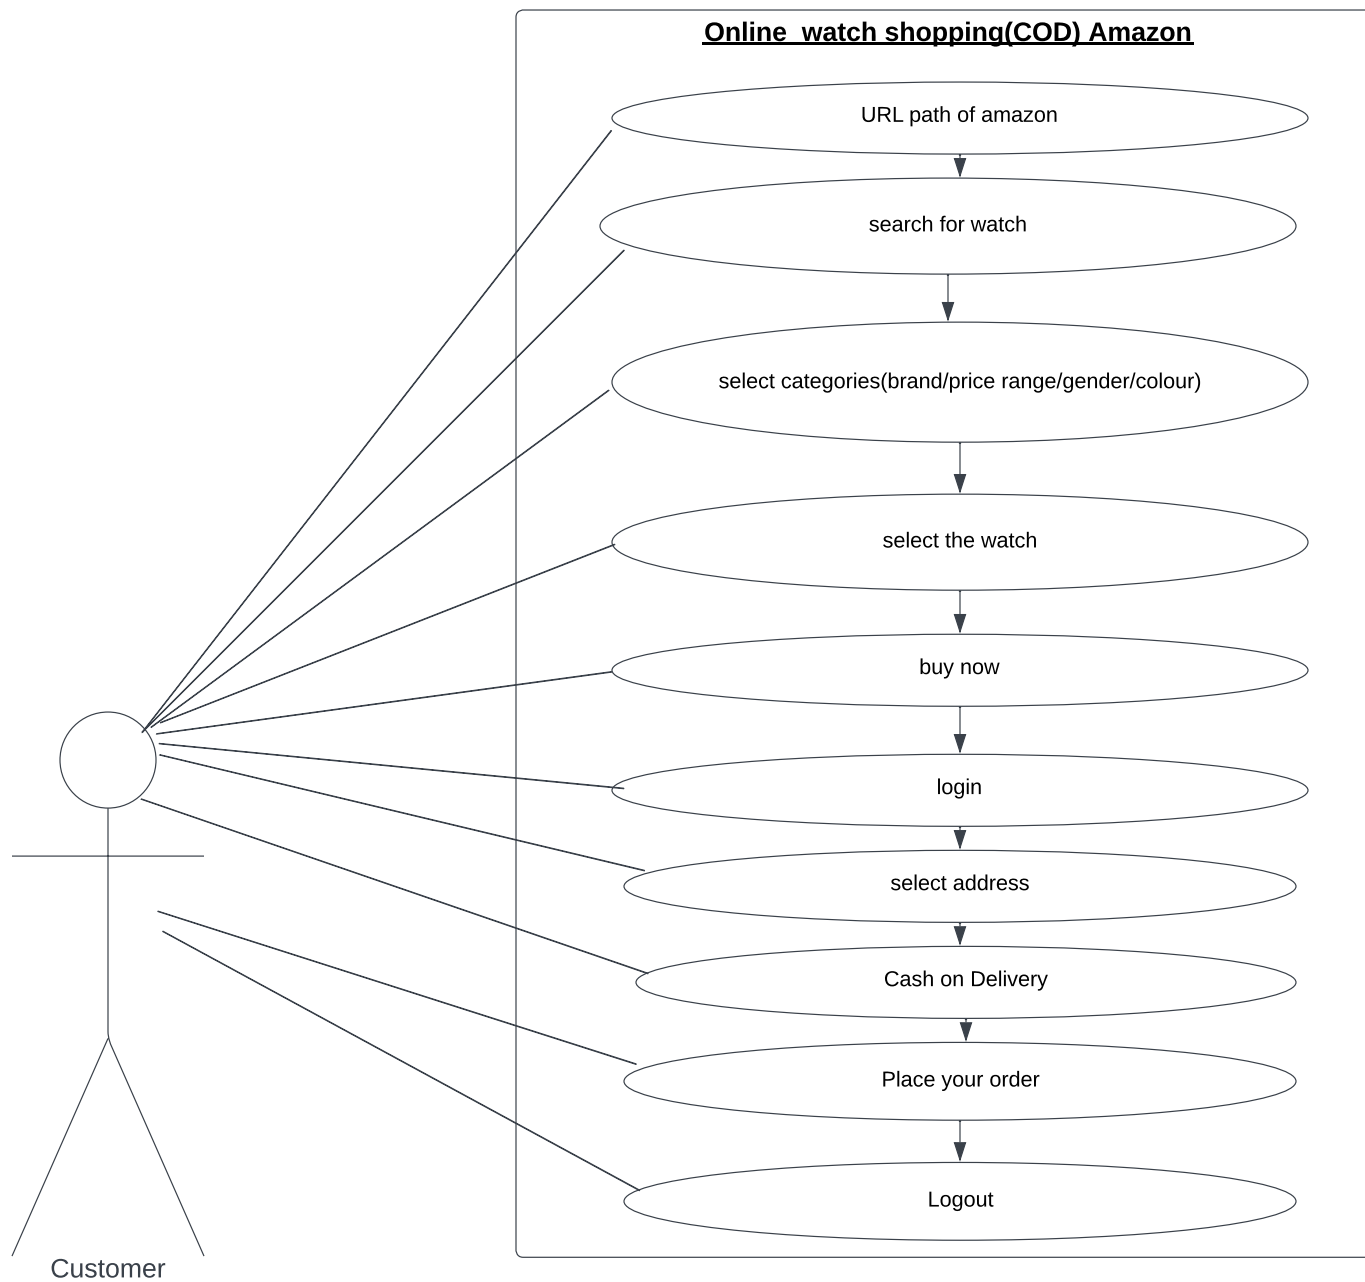 Online  watch shopping(COD) Amazon
URL path of amazon
search for watch
select categories(brand/price range/gender/colour)
select the watch
buy now
login
select address
Cash on Delivery
Place your order
Logout
Customer